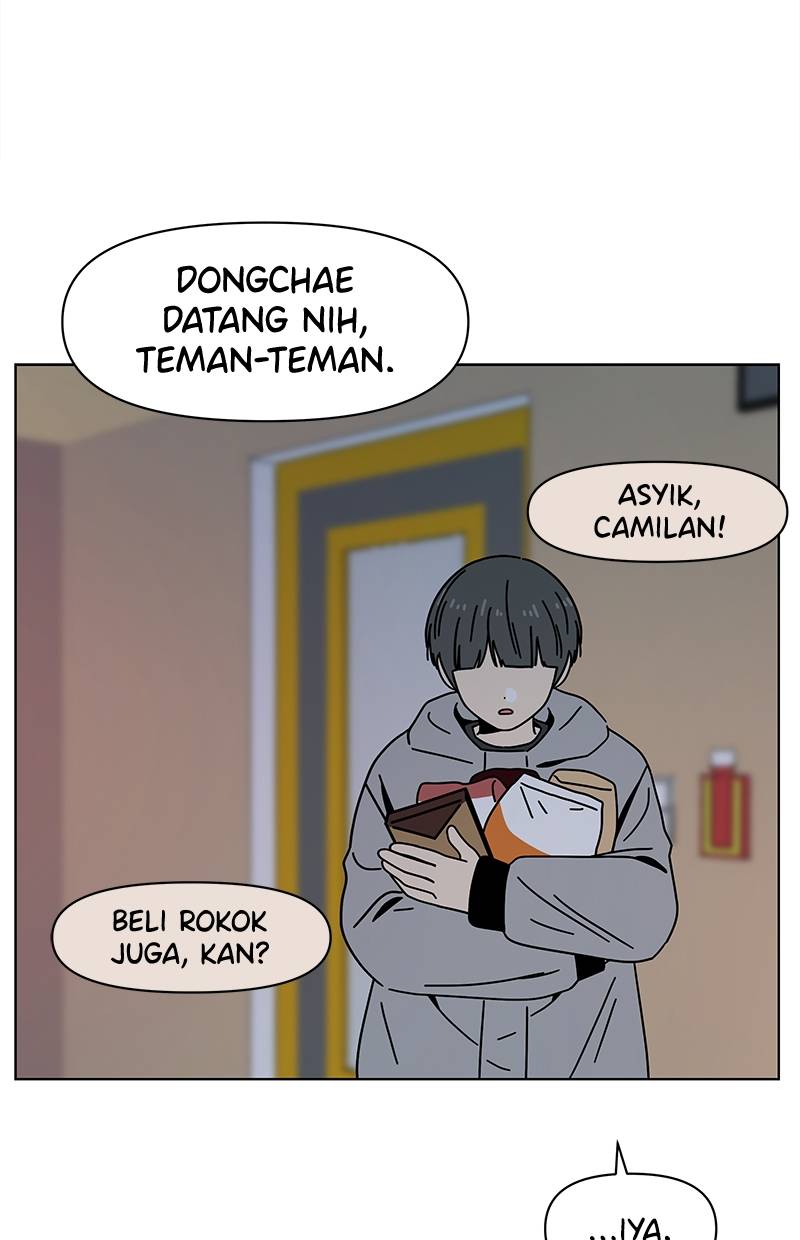 DONGCHAE
DATANG NIH,
TEMAN-TEMAN.
ASYIK,
CAMILAN!
BELI ROKOK
JUGA, KAN?
...IYA.